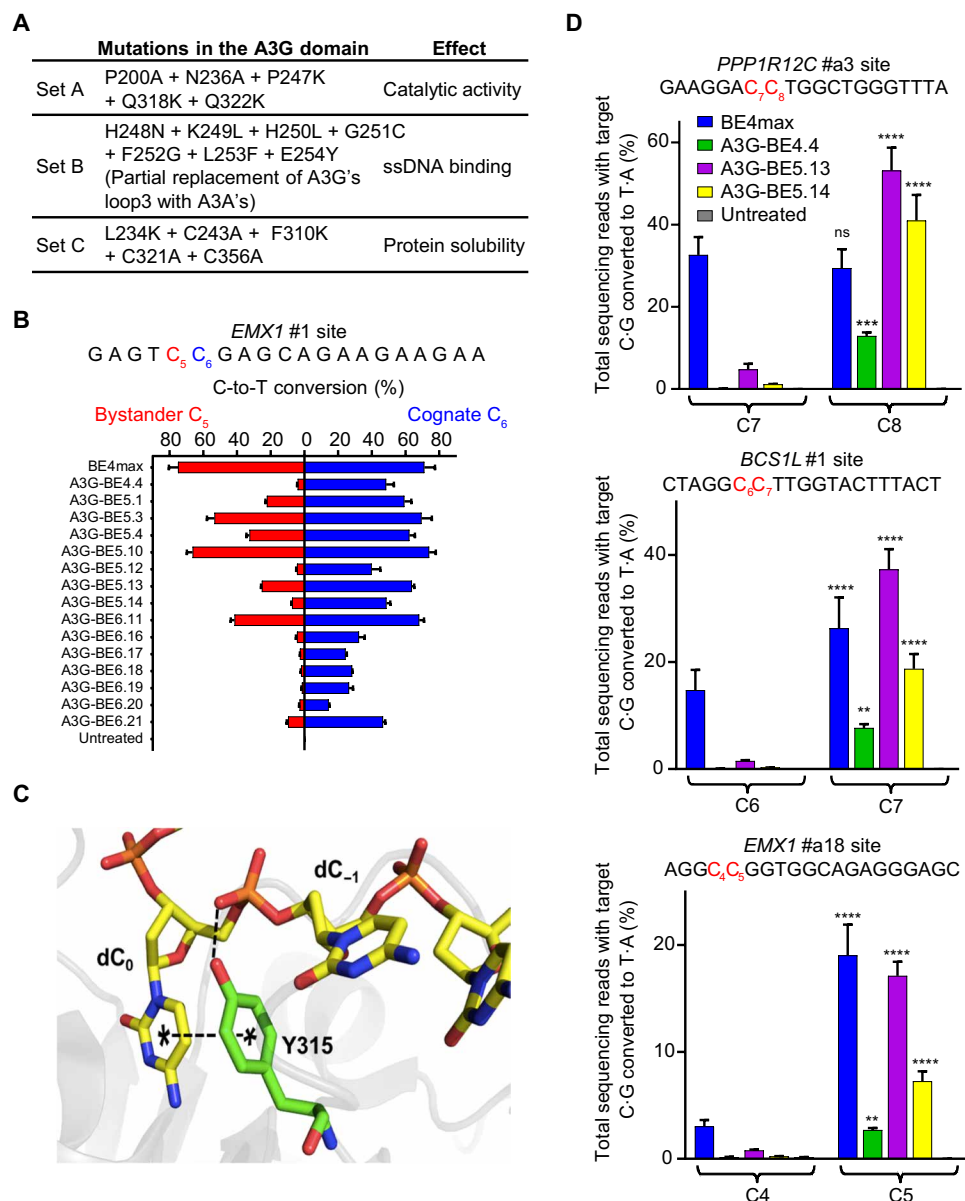 A
Mutations in the A3G domain Effect
Set A P200A + N236A + P247K + Q318K + Q322K Catalytic activity
Set B H248N + K249L + H250L + G251C + F252G + L253F + E254Y (Partial replacement of A3G's loop3 with A3A's) ssDNA binding
Set C L234K + C243A + F310K + C321A + C356A Protein solubility
B
EMX1 #1 site
G A G T C5 C6 G A G C A G A A G A A G A A
C-to-T conversion (%)
Bystander C5 Cognate C6
80 60 40 20 0 20 40 60 80
BE4max
A3G-BE4.4
A3G-BE5.1
A3G-BE5.3
A3G-BE5.4
A3G-BE5.10
A3G-BE5.12
A3G-BE5.13
A3G-BE5.14
A3G-BE6.11
A3G-BE6.16
A3G-BE6.17
A3G-BE6.18
A3G-BE6.19
A3G-BE6.20
A3G-BE6.21
Untreated
C
dC–1
dC0
* *
Y315
D
PPP1R12C #a3 site
GAAGGAC7C8TGGCTGGGTTTA
Total sequencing reads with target
C·G converted to T·A (%)
60
40
20
0
BE4max
A3G-BE4.4
A3G-BE5.13
A3G-BE5.14
Untreated
ns *** **** ****
C7 C8
BCS1L #1 site
CTAGGC6C7TTGGTACTTTACT
Total sequencing reads with target
C·G converted to T·A (%)
40
20
0
**** ** **** ****
C6 C7
EMX1 #a18 site
AGGC4C5GGTGGCAGAGGGAGC
Total sequencing reads with target
C·G converted to T·A (%)
20
10
0
**** ** **** ****
C4 C5